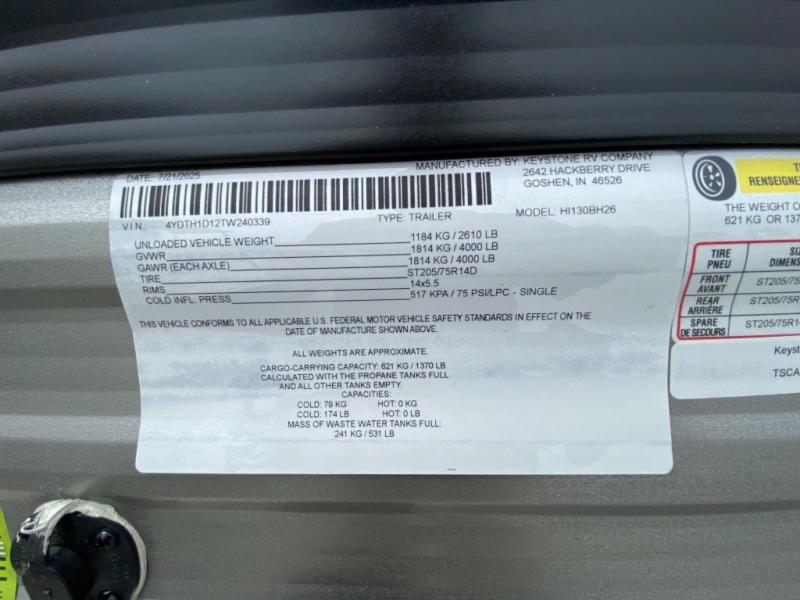 DATE: 7/21/2025
MANUFACTURED BY: KEYSTONE RV COMPANY
2642 HACKBERRY DRIVE
GOSHEN, IN 46526
VIN 4YDTH1D12TW240339
TYPE: TRAILER
MODEL: HI130BH26
UNLOADED VEHICLE WEIGHT 1184 KG / 2610 LB
GVWR 1814 KG / 4000 LB
GAWR (EACH AXLE) 1814 KG / 4000 LB
TIRE ST205/75R14D
RIMS 14x5.5
COLD INFL. PRESS 517 KPA / 75 PSI/LPC - SINGLE
THIS VEHICLE CONFORMS TO ALL APPLICABLE U.S. FEDERAL MOTOR VEHICLE SAFETY STANDARDS IN EFFECT ON THE
DATE OF MANUFACTURE SHOWN ABOVE.
ALL WEIGHTS ARE APPROXIMATE.
CARGO-CARRYING CAPACITY: 621 KG / 1370 LB
CALCULATED WITH THE PROPANE TANKS FULL
AND ALL OTHER TANKS EMPTY.
CAPACITIES:
COLD: 79 KG HOT: 0 KG
COLD: 174 LB HOT: 0 LB
MASS OF WASTE WATER TANKS FULL:
241 KG / 531 LB
RENSEIGNE
THE WEIGHT O
621 KG OR 137
TIRE
PNEU
SIZ
DIMENS
FRONT
AVANT
ST205/75
REAR
ARRIÈRE
ST205/75R
SPARE
DE SECOURS
ST205/75R1
Keyst
TSCA